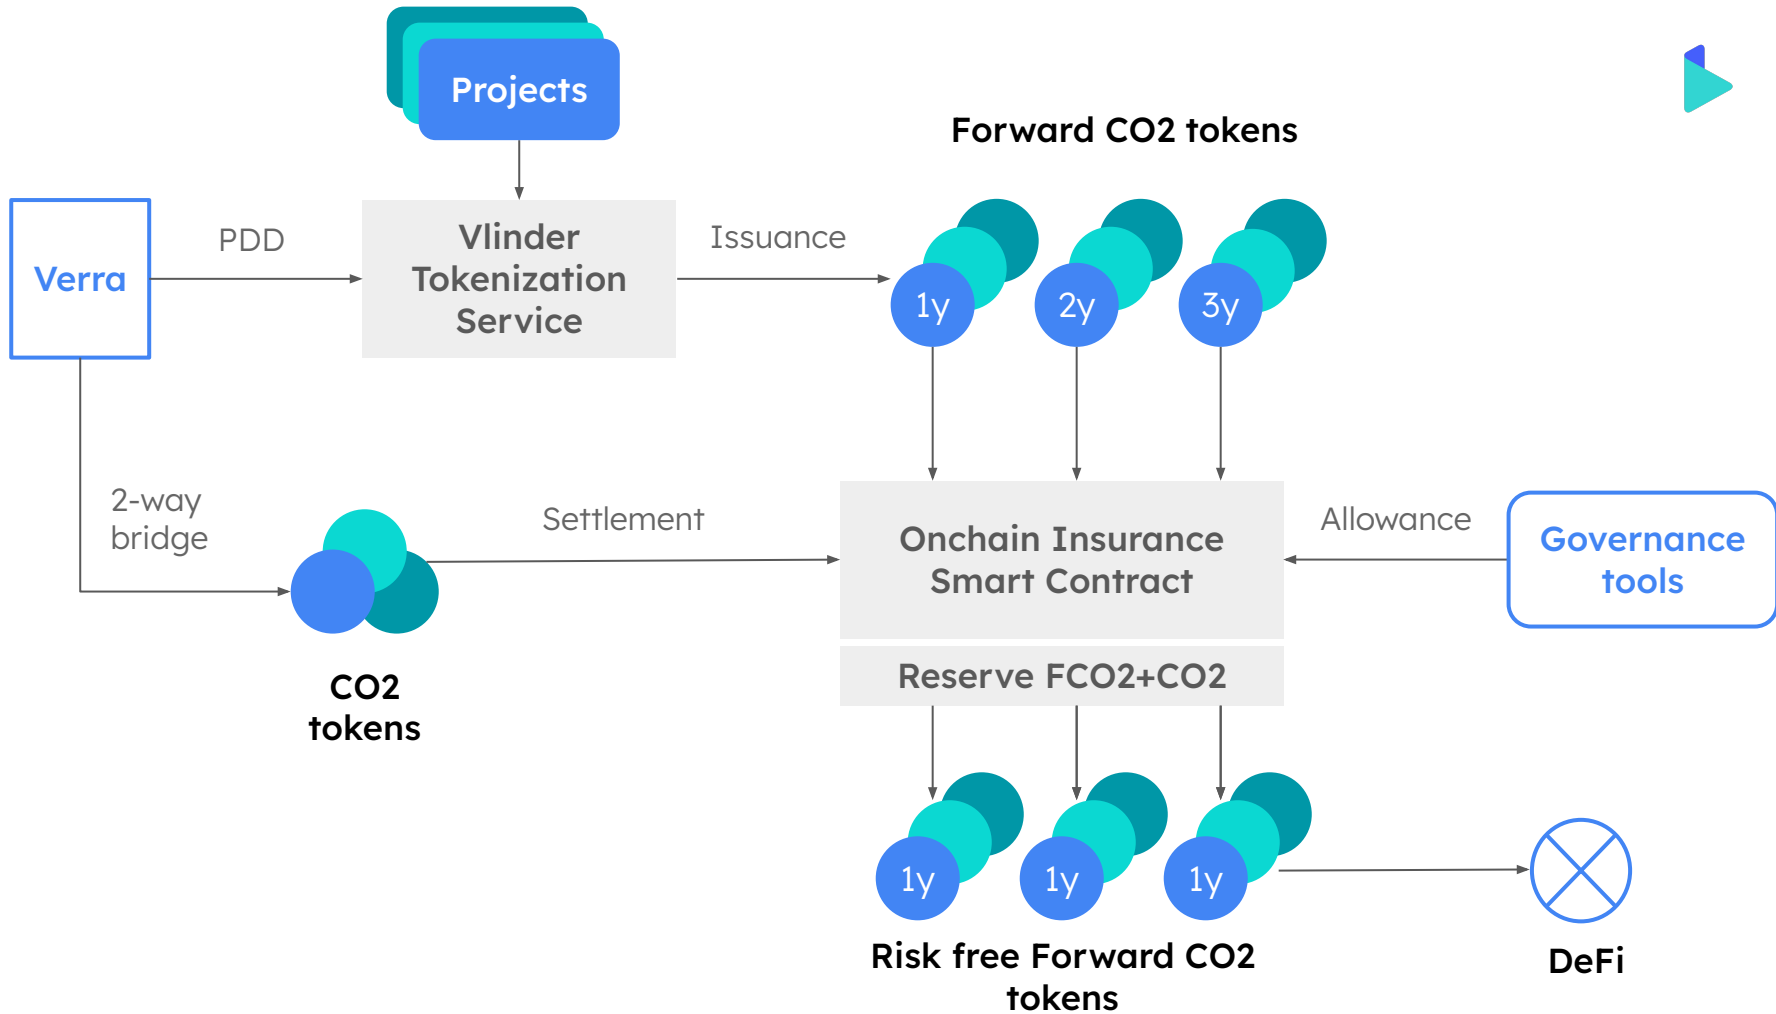 Projects
Forward CO2 tokens
Verra
PDD
Vlinder
Tokenization
Service
Issuance
1y
2y
3y
2-way
bridge
Settlement
Onchain Insurance
Smart Contract
Allowance
Governance
tools
Reserve FCO2+CO2
CO2
tokens
1y
1y
1y
Risk free Forward CO2
tokens
DeFi